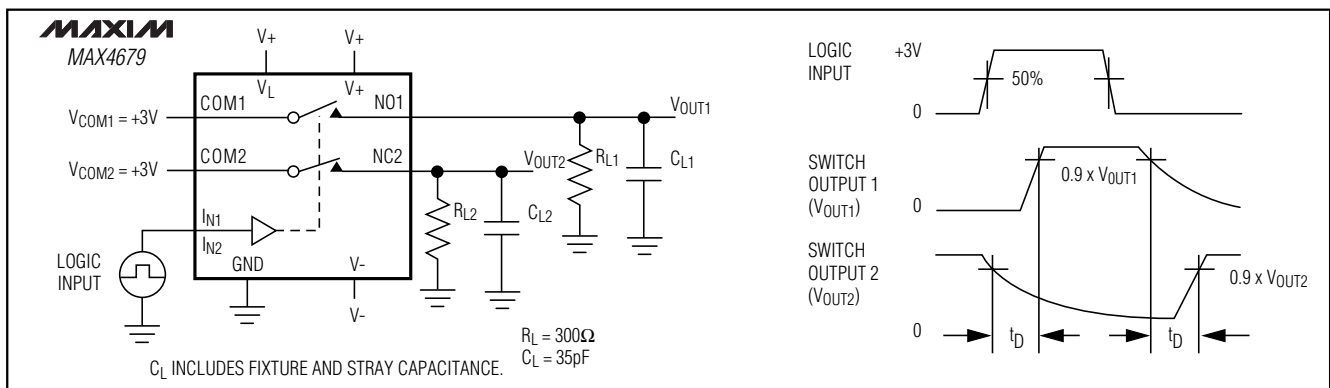 MAXIM
MAX4679
V+
V+
VL
V+
COM1
NO1
VCOM1 = +3V
VOUT1
COM2
NC2
VCOM2 = +3V
VOUT2
RL1
CL1
RL2
CL2
IN1
IN2
LOGIC
INPUT
GND
V-
V-
RL = 300Ω
CL = 35pF
CL INCLUDES FIXTURE AND STRAY CAPACITANCE.
LOGIC
INPUT
+3V
50%
0
SWITCH
OUTPUT 1
(VOUT1)
0.9 x VOUT1
0
SWITCH
OUTPUT 2
(VOUT2)
0.9 x VOUT2
0
tD
tD